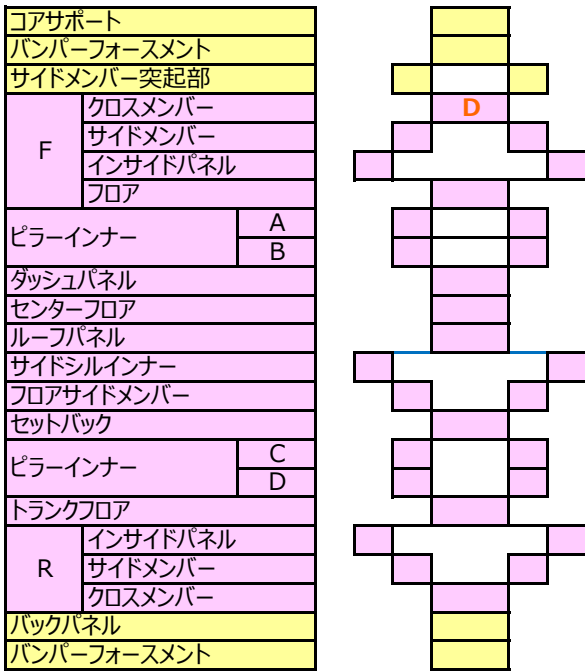 コアサポート
バンパーフォースメント
サイドメンバー突起部
F
クロスメンバー D
サイドメンバー
インサイドパネル
フロア
ピラーインナー
A
B
ダッシュパネル
センターフロア
ルーフパネル
サイドシルインナー
フロアサイドメンバー
セットバック
ピラーインナー
C
D
トランクフロア
R
インサイドパネル
サイドメンバー
クロスメンバー
バックパネル
バンパーフォースメント